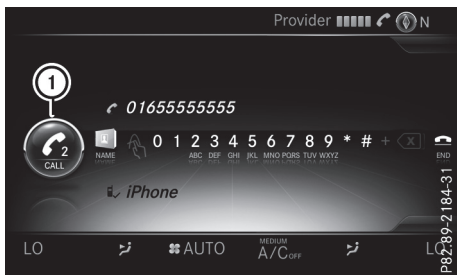 Provider N
1
01655555555
0 1 2 3 4 5 6 7 8 9 * # +
NAME ABC DEF GHI JKL MNO PQRS TUV WXYZ END
2
CALL
iPhone
LO AUTO MEDIUM A/C OFF LO
P82.89-2184-31